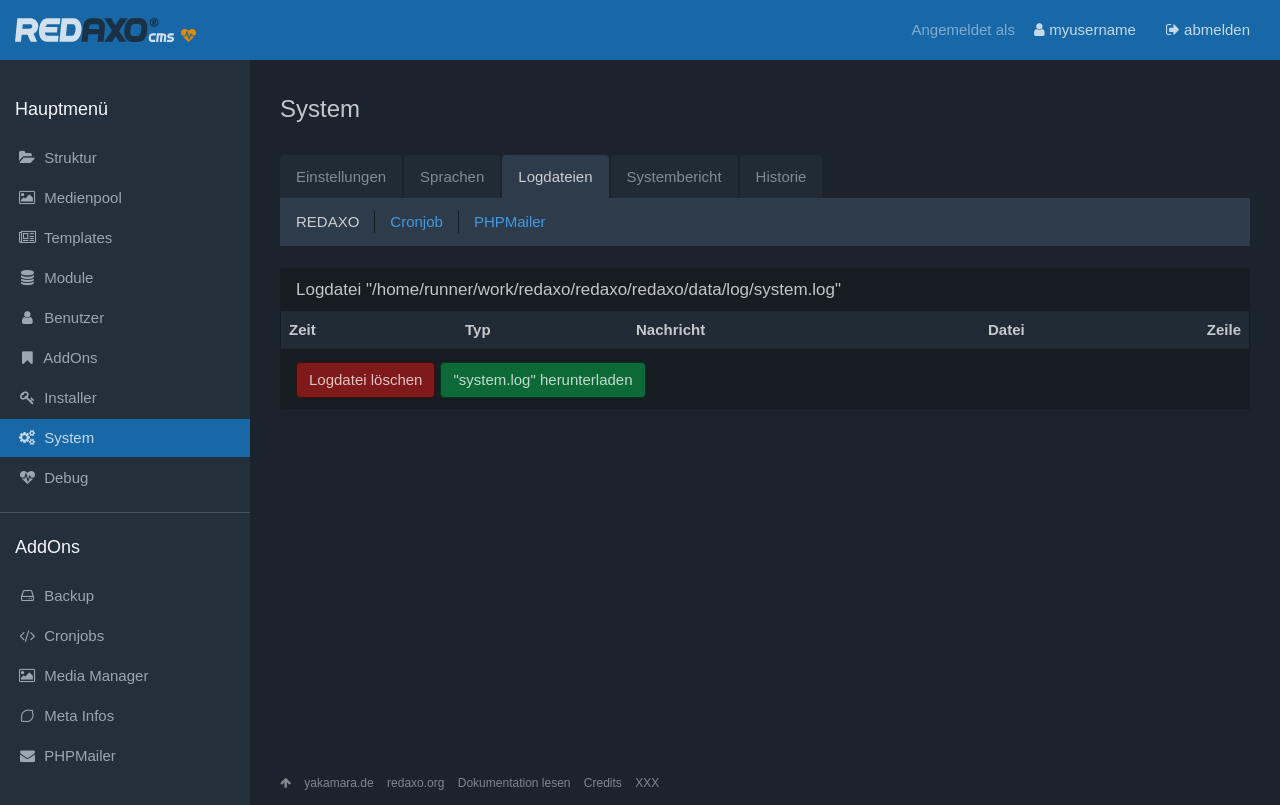 REDAXO® cms
Angemeldet als myusername abmelden
Hauptmenü
Struktur
Medienpool
Templates
Module
Benutzer
AddOns
Installer
System
Debug
AddOns
Backup
Cronjobs
Media Manager
Meta Infos
PHPMailer
System
Einstellungen Sprachen Logdateien Systembericht Historie
REDAXO Cronjob PHPMailer
Logdatei "/home/runner/work/redaxo/redaxo/redaxo/data/log/system.log"
Zeit Typ Nachricht Datei Zeile
Logdatei löschen "system.log" herunterladen
yakamara.de redaxo.org Dokumentation lesen Credits XXX